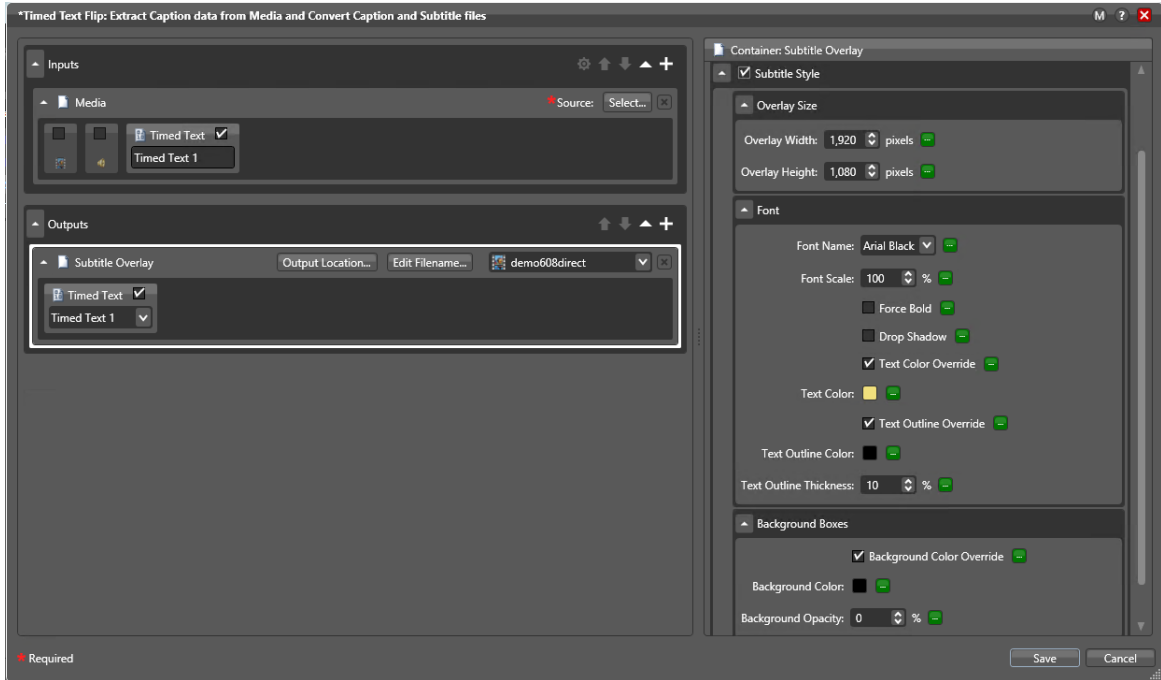 *Timed Text Flip: Extract Caption data from Media and Convert Caption and Subtitle files
M ?
Inputs
Media
*Source: Select...
Timed Text
Timed Text 1
Outputs
Subtitle Overlay Output Location... Edit Filename... demo608direct
Timed Text
Timed Text 1
Container: Subtitle Overlay
Subtitle Style
Overlay Size
Overlay Width: 1,920 pixels
Overlay Height: 1,080 pixels
Font
Font Name: Arial Black
Font Scale: 100 %
Force Bold
Drop Shadow
Text Color Override
Text Color:
Text Outline Override
Text Outline Color:
Text Outline Thickness: 10 %
Background Boxes
Background Color Override
Background Color:
Background Opacity: 0 %
*Required
Save Cancel